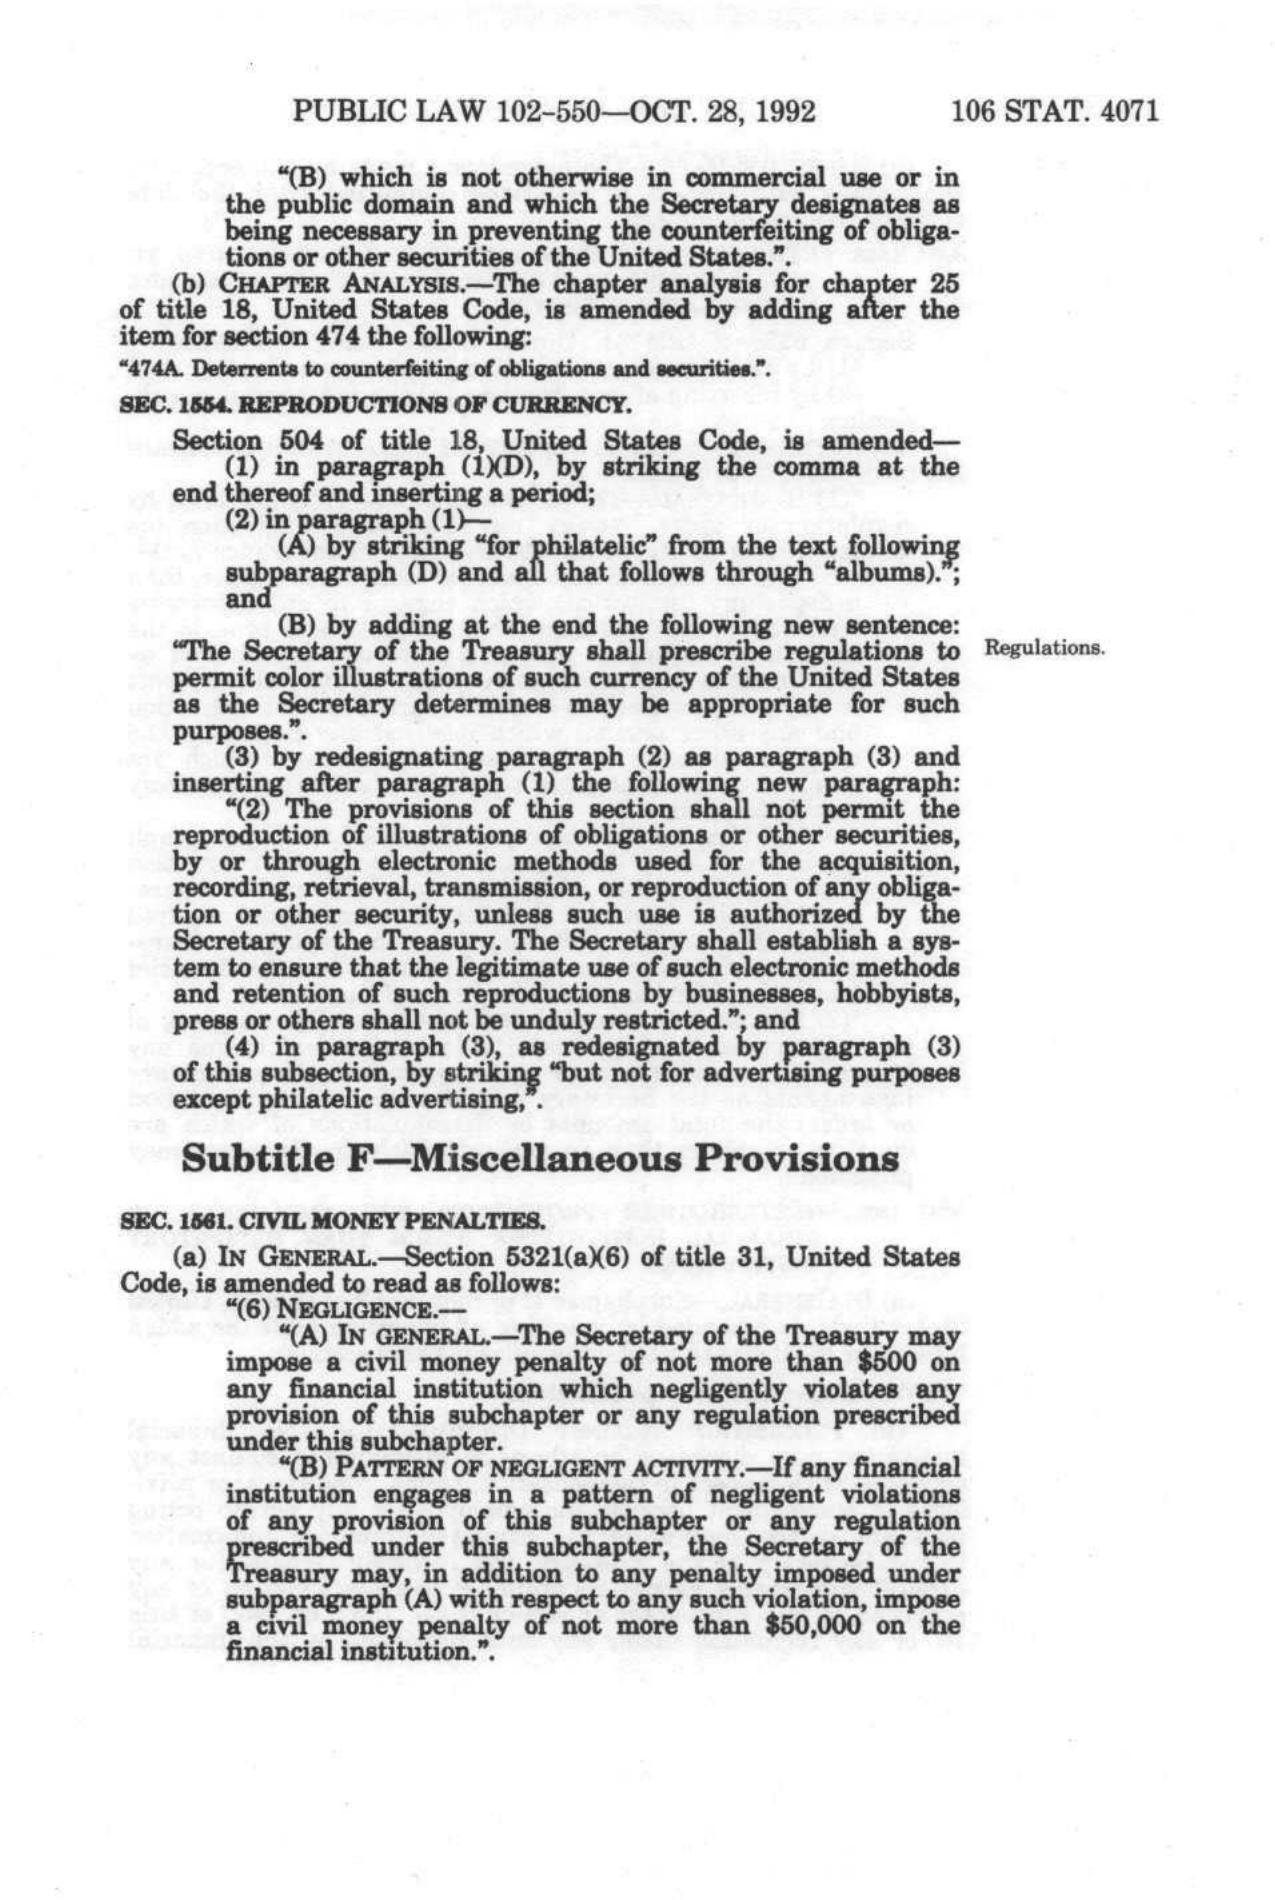 PUBLIC LAW 102-550—OCT. 28, 1992 106 STAT. 4071
“(B) which is not otherwise in commercial use or in
the public domain and which the Secretary designates as
being necessary in preventing the counterfeiting of obliga-
tions or other securities of the United States.”.
(b) CHAPTER ANALYSIS.—The chapter analysis for chapter 25
of title 18, United States Code, is amended by adding after the
item for section 474 the following:
“474A. Deterrents to counterfeiting of obligations and securities.”.
SEC. 1554. REPRODUCTIONS OF CURRENCY.
Section 504 of title 18, United States Code, is amended—
(1) in paragraph (1)(D), by striking the comma at the
end thereof and inserting a period;
(2) in paragraph (1)—
(A) by striking “for philatelic” from the text following
subparagraph (D) and all that follows through “albums).”;
and
(B) by adding at the end the following new sentence:
“The Secretary of the Treasury shall prescribe regulations to
Regulations.
permit color illustrations of such currency of the United States
as the Secretary determines may be appropriate for such
purposes.”.
(3) by redesignating paragraph (2) as paragraph (3) and
inserting after paragraph (1) the following new paragraph:
“(2) The provisions of this section shall not permit the
reproduction of illustrations of obligations or other securities,
by or through electronic methods used for the acquisition,
recording, retrieval, transmission, or reproduction of any obliga-
tion or other security, unless such use is authorized by the
Secretary of the Treasury. The Secretary shall establish a sys-
tem to ensure that the legitimate use of such electronic methods
and retention of such reproductions by businesses, hobbyists,
press or others shall not be unduly restricted.”; and
(4) in paragraph (3), as redesignated by paragraph (3)
of this subsection, by striking “but not for advertising purposes
except philatelic advertising,”.
Subtitle F—Miscellaneous Provisions
SEC. 1561. CIVIL MONEY PENALTIES.
(a) IN GENERAL.—Section 5321(a)(6) of title 31, United States
Code, is amended to read as follows:
“(6) NEGLIGENCE.—
“(A) IN GENERAL.—The Secretary of the Treasury may
impose a civil money penalty of not more than $500 on
any financial institution which negligently violates any
provision of this subchapter or any regulation prescribed
under this subchapter.
“(B) PATTERN OF NEGLIGENT ACTIVITY.—If any financial
institution engages in a pattern of negligent violations
of any provision of this subchapter or any regulation
prescribed under this subchapter, the Secretary of the
Treasury may, in addition to any penalty imposed under
subparagraph (A) with respect to any such violation, impose
a civil money penalty of not more than $50,000 on the
financial institution.”.